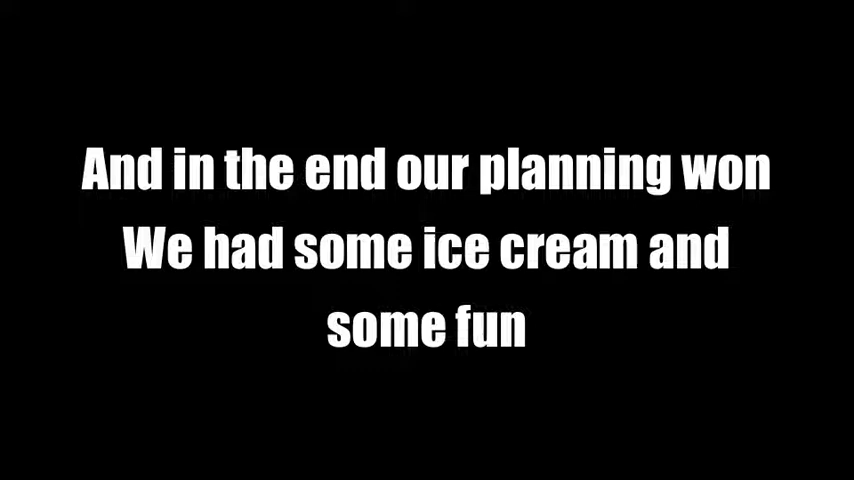 And in the end our planning won
We had some ice cream and
some fun